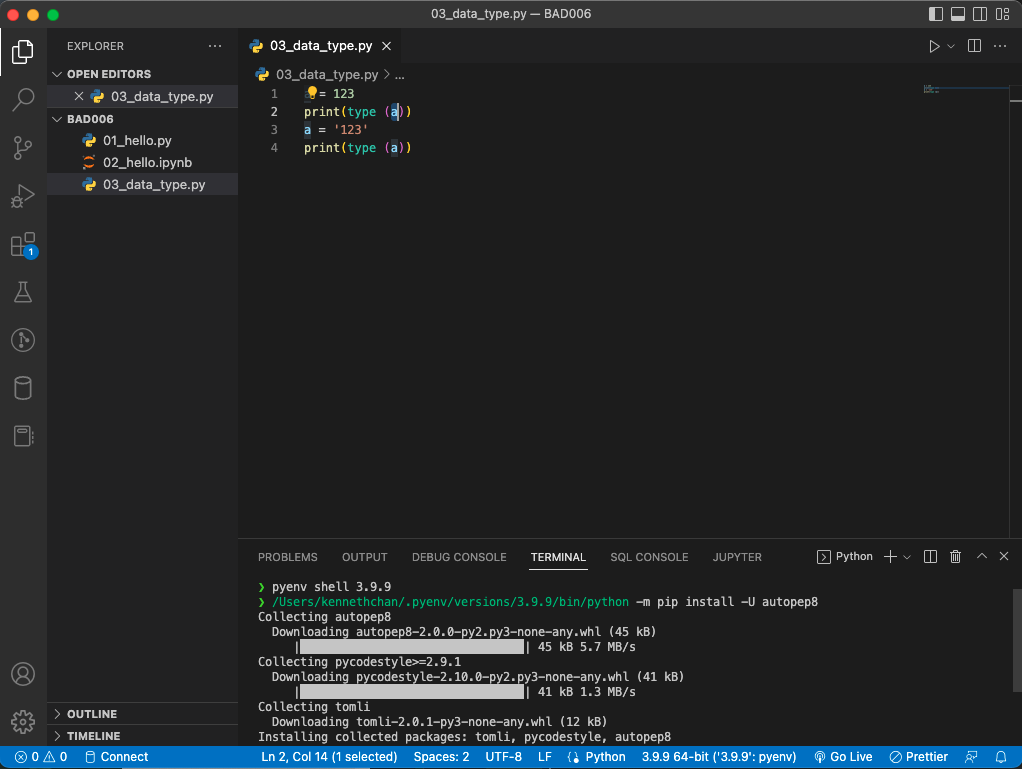 03_data_type.py — BAD006
EXPLORER
OPEN EDITORS
03_data_type.py
BAD006
01_hello.py
02_hello.ipynb
03_data_type.py
OUTLINE
TIMELINE
03_data_type.py
03_data_type.py > ...
1 = 123
2 print(type (a))
3 a = '123'
4 print(type (a))
1
PROBLEMS OUTPUT DEBUG CONSOLE TERMINAL SQL CONSOLE JUPYTER Python
❯ pyenv shell 3.9.9
❯ /Users/kennethchan/.pyenv/versions/3.9.9/bin/python -m pip install -U autopep8
Collecting autopep8
Downloading autopep8-2.0.0-py2.py3-none-any.whl (45 kB)
| | 45 kB 5.7 MB/s
Collecting pycodestyle>=2.9.1
Downloading pycodestyle-2.10.0-py2.py3-none-any.whl (41 kB)
| | 41 kB 1.3 MB/s
Collecting tomli
Downloading tomli-2.0.1-py3-none-any.whl (12 kB)
Installing collected packages: tomli, pycodestyle, autopep8
0 0 Connect Ln 2, Col 14 (1 selected) Spaces: 2 UTF-8 LF Python 3.9.9 64-bit ('3.9.9': pyenv) Go Live Prettier